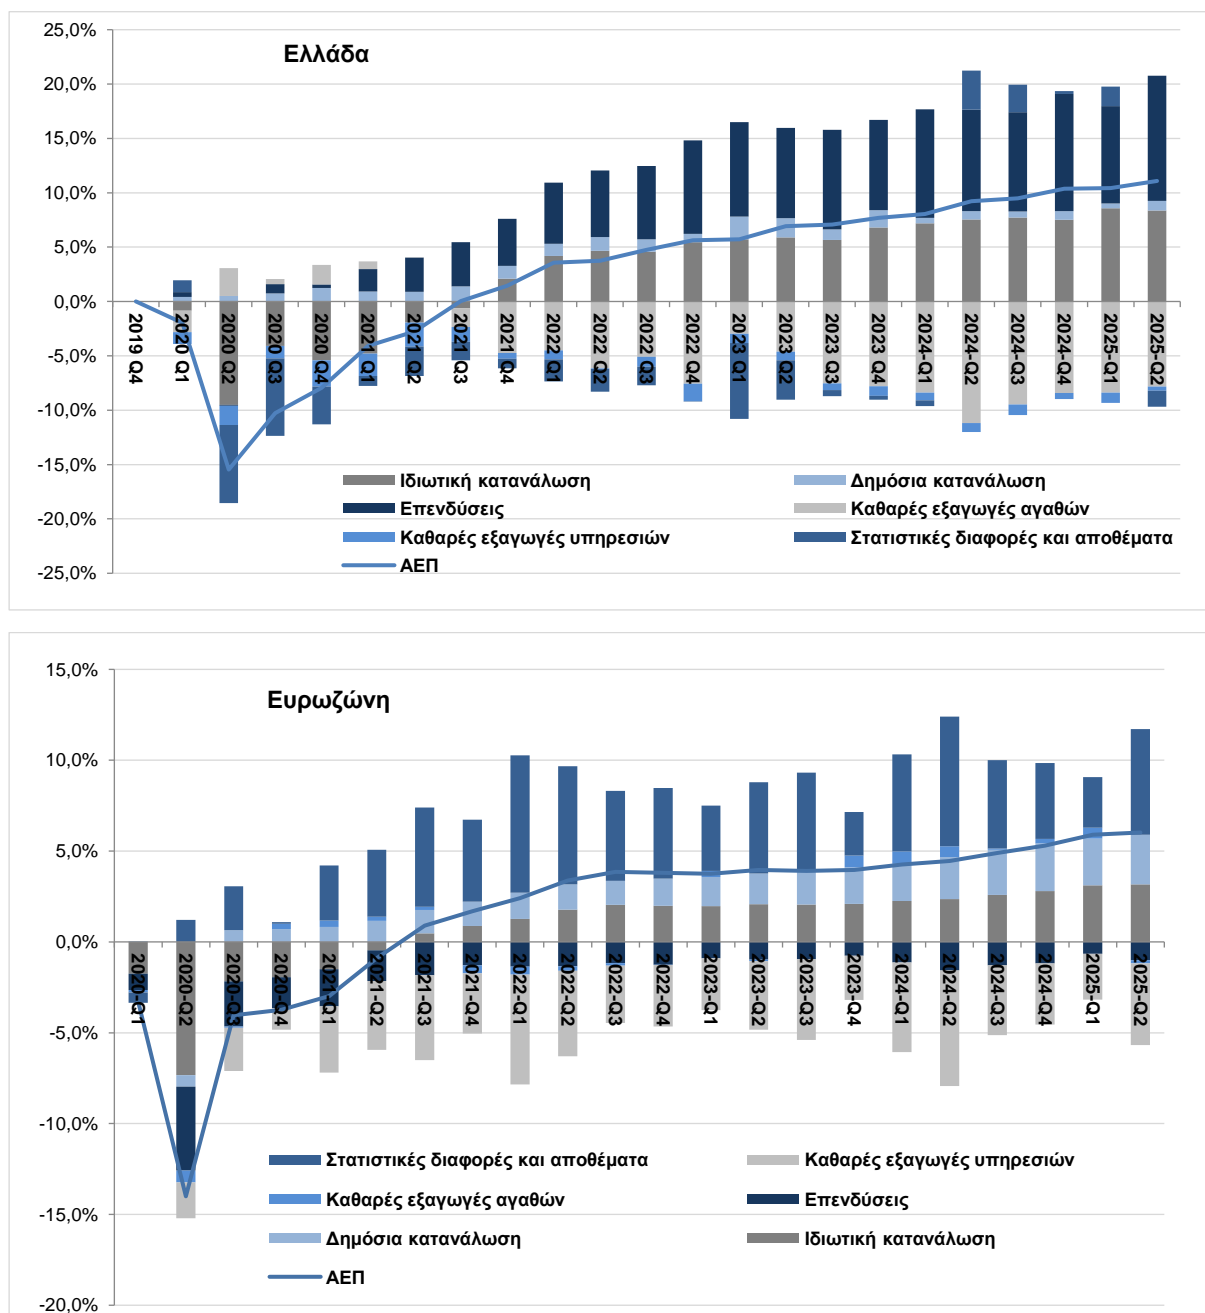 Ελλάδα
25,0%
20,0%
15,0%
10,0%
5,0%
0,0%
-5,0%
-10,0%
-15,0%
-20,0%
-25,0%
2019 Q4
2020 Q1
2020 Q2
2020 Q3
2020 Q4
2021 Q1
2021 Q2
2021 Q3
2021 Q4
2022 Q1
2022 Q2
2022 Q3
2022 Q4
2023 Q1
2023 Q2
2023 Q3
2023 Q4
2024-Q1
2024-Q2
2024-Q3
2024-Q4
2025-Q1
2025-Q2
Ιδιωτική κατανάλωση
Δημόσια κατανάλωση
Επενδύσεις
Καθαρές εξαγωγές αγαθών
Καθαρές εξαγωγές υπηρεσιών
Στατιστικές διαφορές και αποθέματα
ΑΕΠ
Ευρωζώνη
15,0%
10,0%
5,0%
0,0%
-5,0%
-10,0%
-15,0%
-20,0%
2020-Q1
2020-Q2
2020-Q3
2020-Q4
2021-Q1
2021-Q2
2021-Q3
2021-Q4
2022-Q1
2022-Q2
2022-Q3
2022-Q4
2023-Q1
2023-Q2
2023-Q3
2023-Q4
2024-Q1
2024-Q2
2024-Q3
2024-Q4
2025-Q1
2025-Q2
Στατιστικές διαφορές και αποθέματα
Καθαρές εξαγωγές υπηρεσιών
Καθαρές εξαγωγές αγαθών
Επενδύσεις
Δημόσια κατανάλωση
Ιδιωτική κατανάλωση
ΑΕΠ